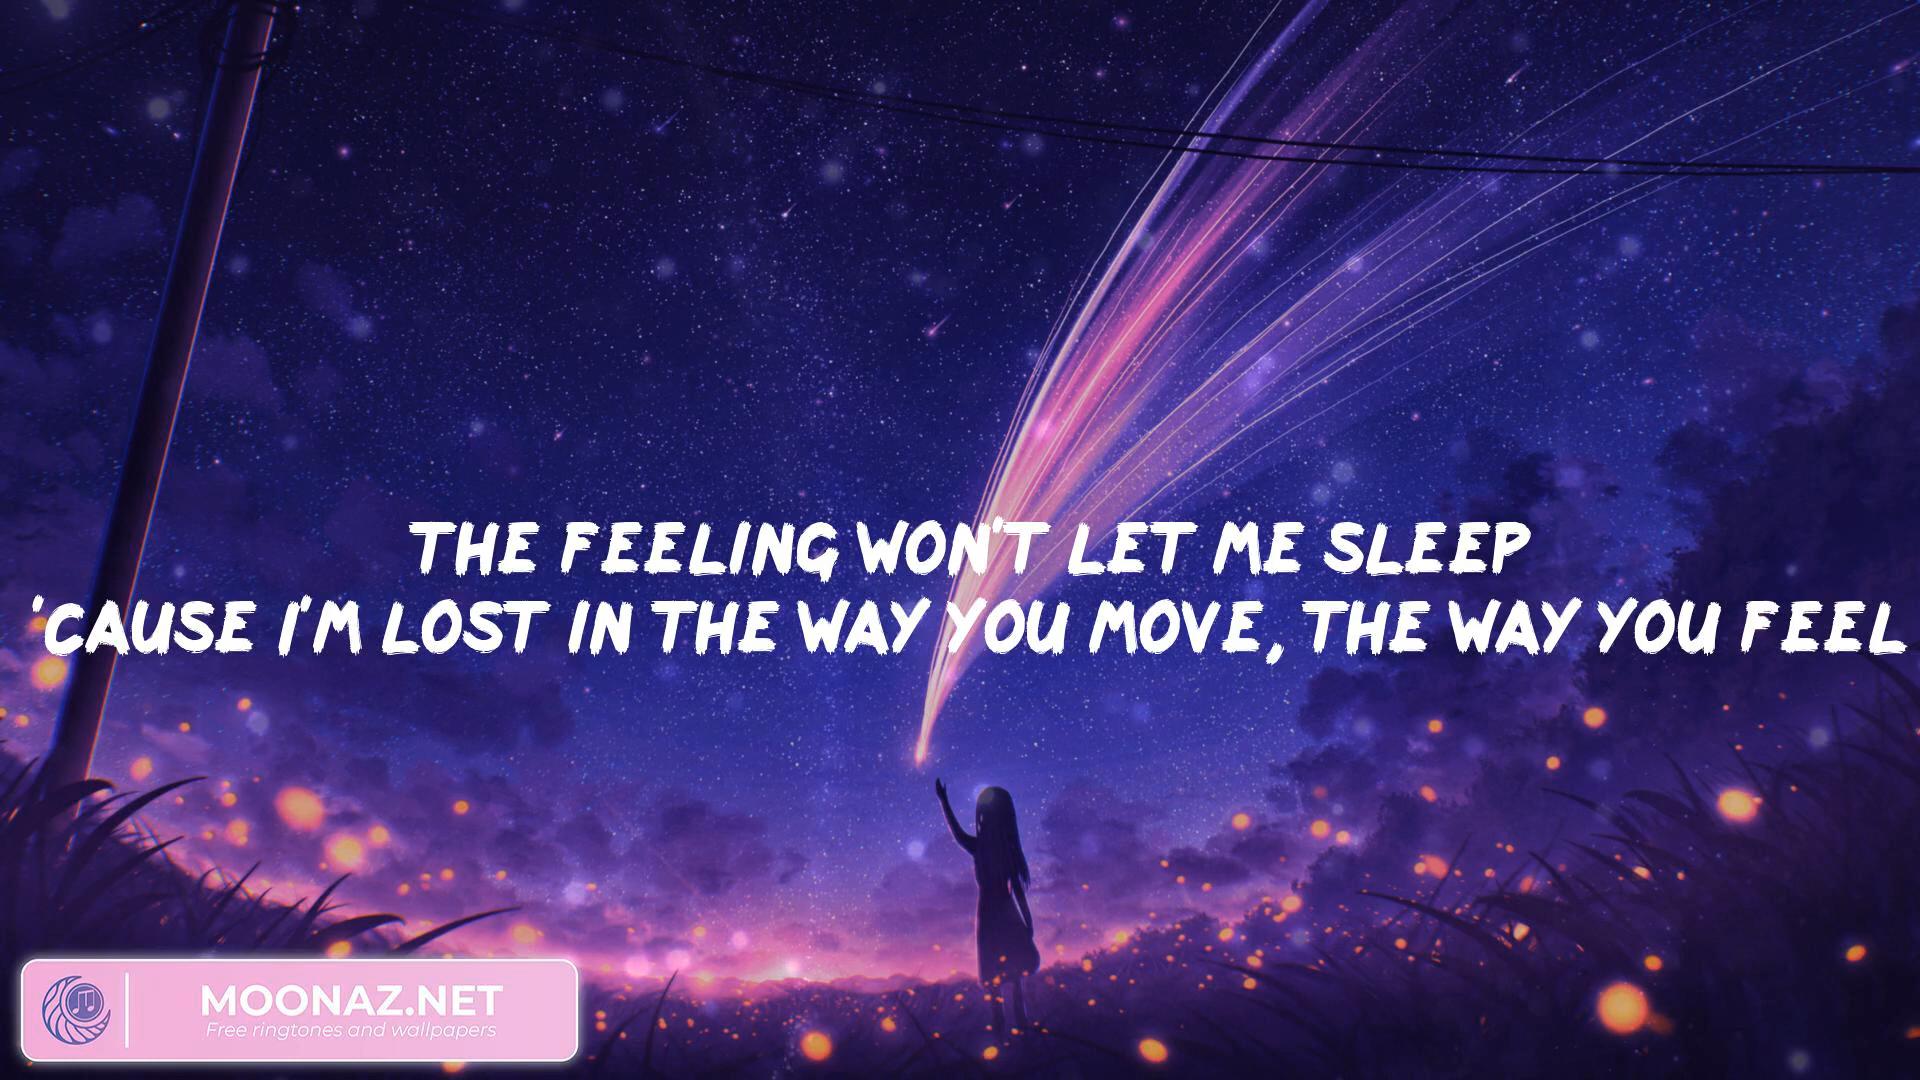 THE FEELING WON'T LET ME SLEEP
'CAUSE I'M LOST IN THE WAY YOU MOVE, THE WAY YOU FEEL
MOONAZ.NET
Free ringtones and wallpapers